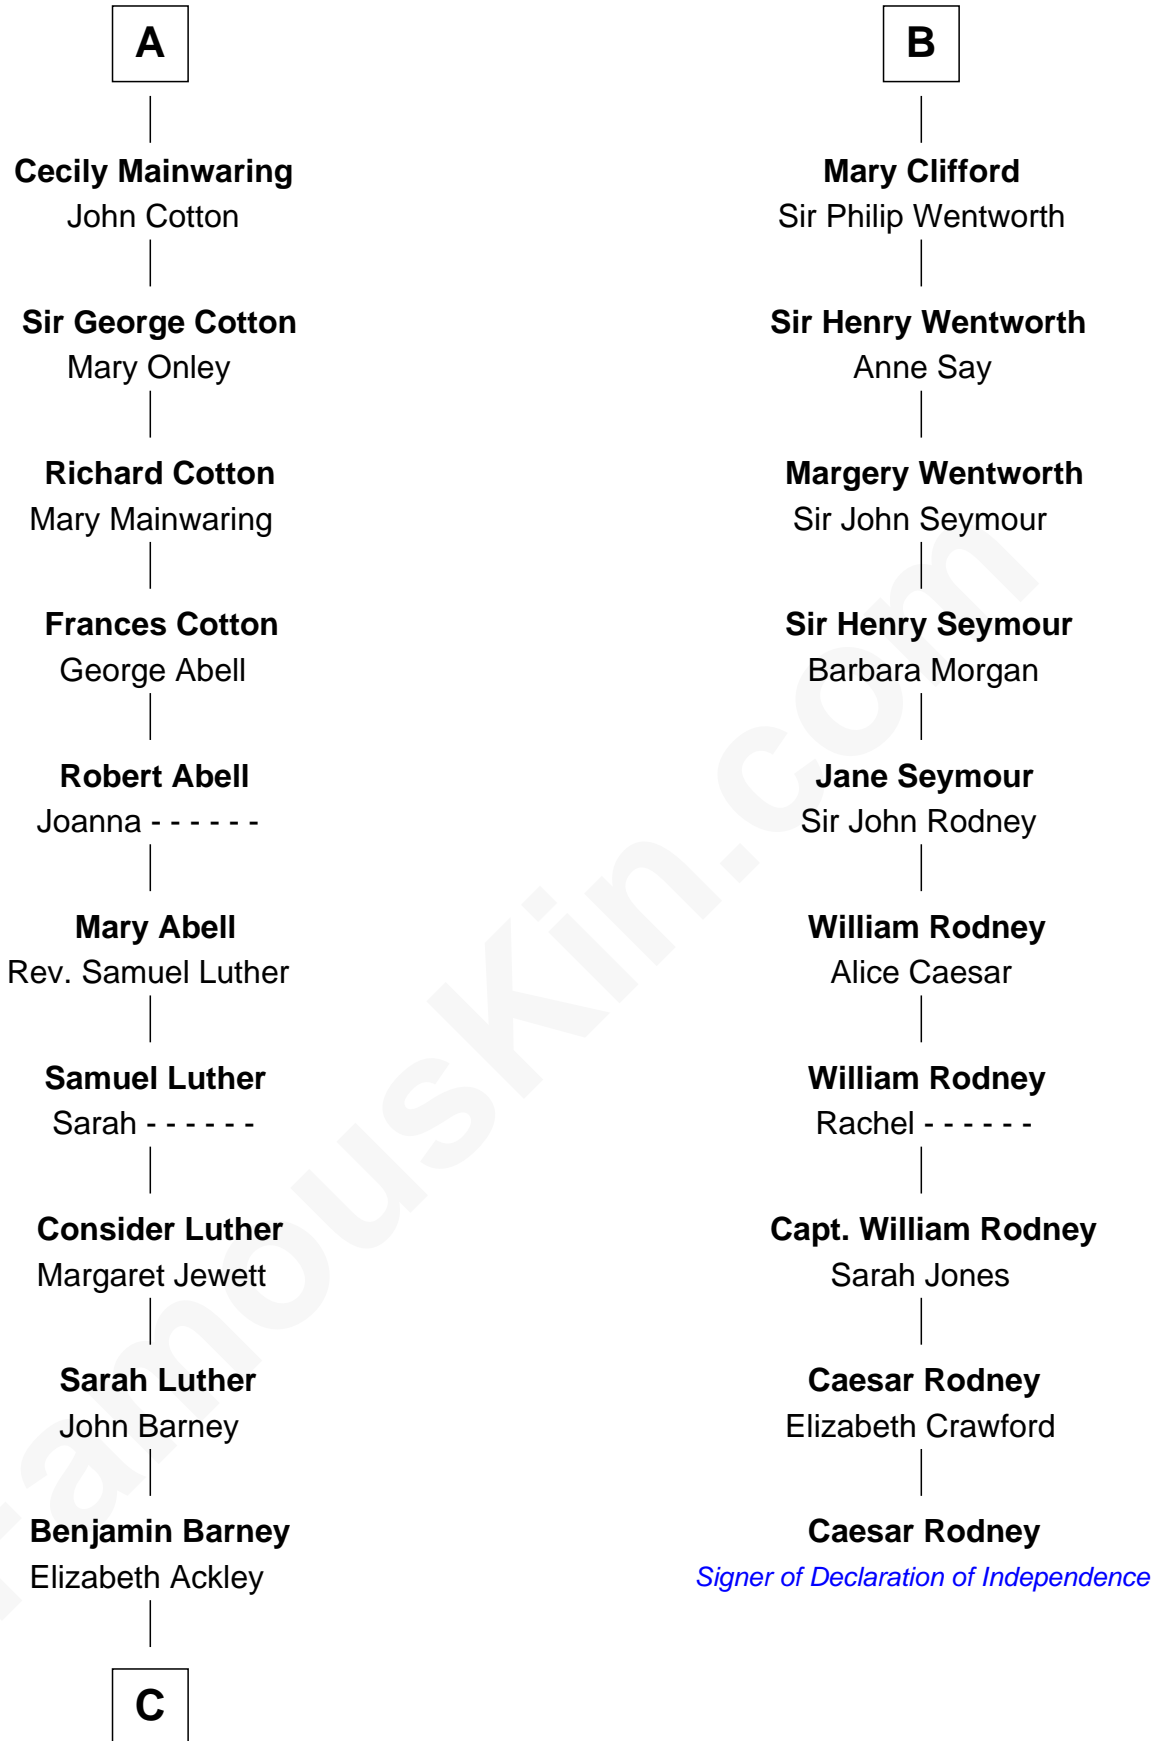 A
Cecily Mainwaring
John Cotton
Sir George Cotton
Mary Onley
Richard Cotton
Mary Mainwaring
Frances Cotton
George Abell
Robert Abell
Joanna - - - - - -
Mary Abell
Rev. Samuel Luther
Samuel Luther
Sarah - - - - - -
Consider Luther
Margaret Jewett
Sarah Luther
John Barney
Benjamin Barney
Elizabeth Ackley
C
B
Mary Clifford
Sir Philip Wentworth
Sir Henry Wentworth
Anne Say
Margery Wentworth
Sir John Seymour
Sir Henry Seymour
Barbara Morgan
Jane Seymour
Sir John Rodney
William Rodney
Alice Caesar
William Rodney
Rachel - - - - - -
Capt. William Rodney
Sarah Jones
Caesar Rodney
Elizabeth Crawford
Caesar Rodney
Signer of Declaration of Independence
FamousKin.com